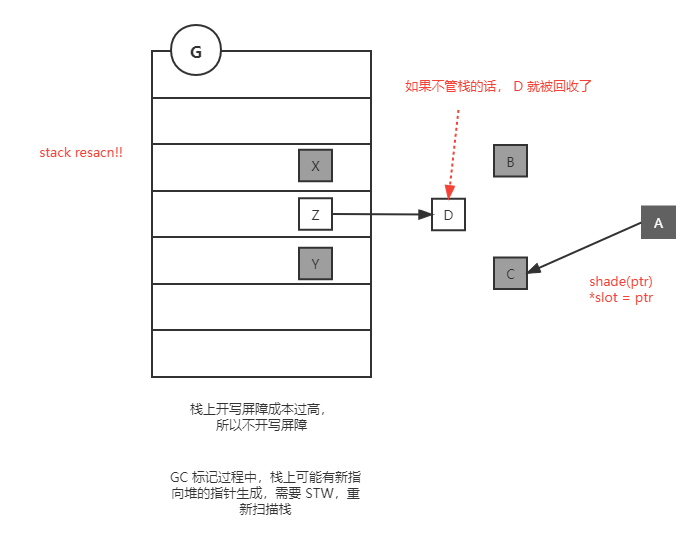 G
如果不管栈的话， D 就被回收了
stack resacn!!
X
B
Z
D
A
Y
C
shade(ptr)
*slot = ptr
栈上开写屏障成本过高，
所以不开写屏障
GC 标记过程中，栈上可能有新指
向堆的指针生成，需要 STW，重
新扫描栈